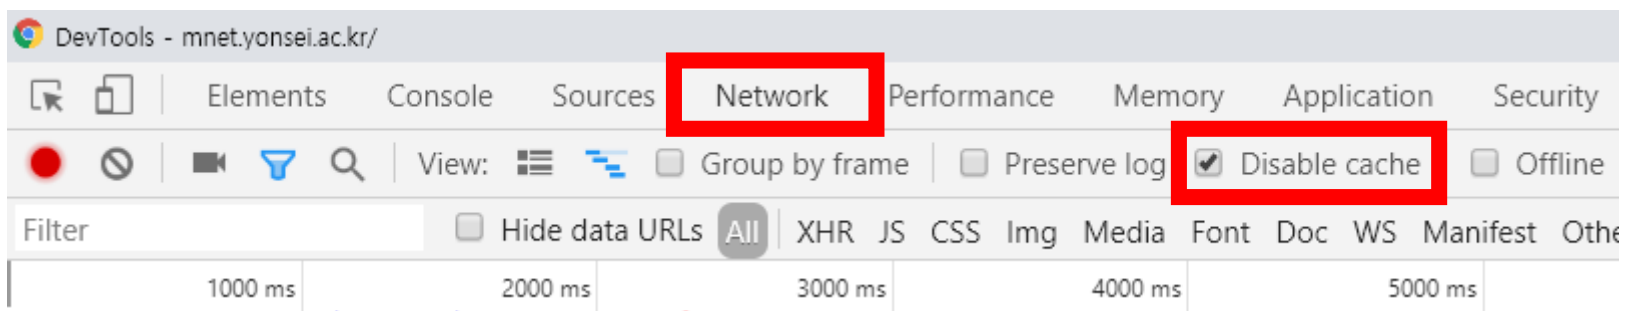 DevTools - mnet.yonsei.ac.kr/
Elements Console Sources Network Performance Memory Application Security
View: Group by frame Preserve log Disable cache Offline
Filter Hide data URLs All XHR JS CSS Img Media Font Doc WS Manifest Othe
1000 ms 2000 ms 3000 ms 4000 ms 5000 ms